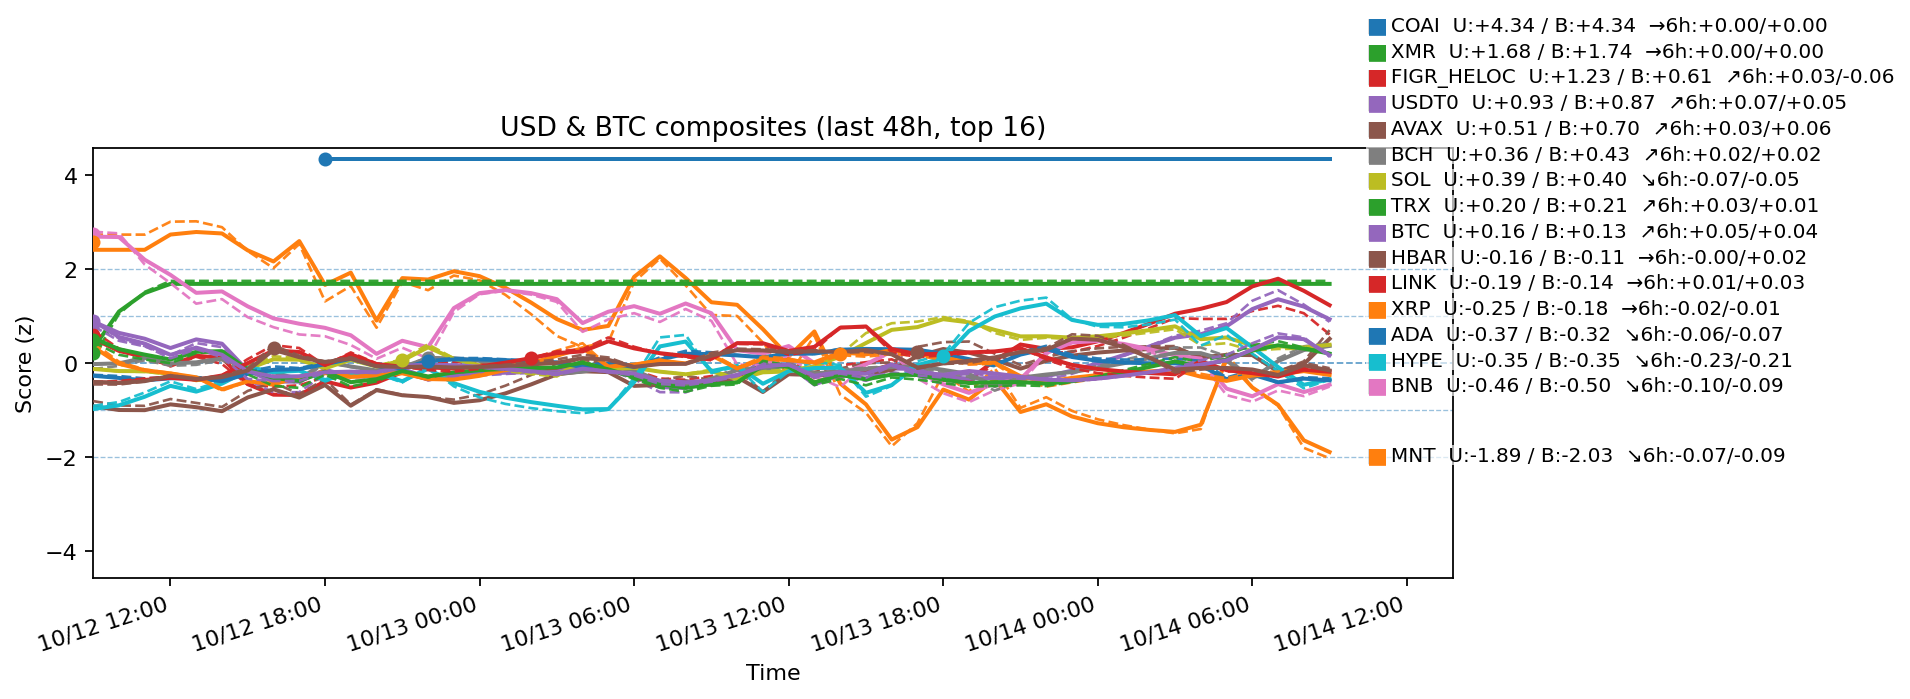 COAI U:+4.34 / B:+4.34 →6h:+0.00/+0.00
XMR U:+1.68 / B:+1.74 →6h:+0.00/+0.00
FIGR_HELOC U:+1.23 / B:+0.61 ↗6h:+0.03/-0.06
USDT0 U:+0.93 / B:+0.87 ↗6h:+0.07/+0.05
USD & BTC composites (last 48h, top 16)
AVAX U:+0.51 / B:+0.70 ↗6h:+0.03/+0.06
BCH U:+0.36 / B:+0.43 ↗6h:+0.02/+0.02
SOL U:+0.39 / B:+0.40 ↘6h:-0.07/-0.05
TRX U:+0.20 / B:+0.21 ↗6h:+0.03/+0.01
BTC U:+0.16 / B:+0.13 ↗6h:+0.05/+0.04
HBAR U:-0.16 / B:-0.11 →6h:-0.00/+0.02
LINK U:-0.19 / B:-0.14 →6h:+0.01/+0.03
XRP U:-0.25 / B:-0.18 →6h:-0.02/-0.01
ADA U:-0.37 / B:-0.32 ↘6h:-0.06/-0.07
HYPE U:-0.35 / B:-0.35 ↘6h:-0.23/-0.21
BNB U:-0.46 / B:-0.50 ↘6h:-0.10/-0.09
MNT U:-1.89 / B:-2.03 ↘6h:-0.07/-0.09
Score (z)
4
2
0
−2
−4
10/12 12:00
10/12 18:00
10/13 00:00
10/13 06:00
10/13 12:00
10/13 18:00
10/14 00:00
10/14 06:00
10/14 12:00
Time